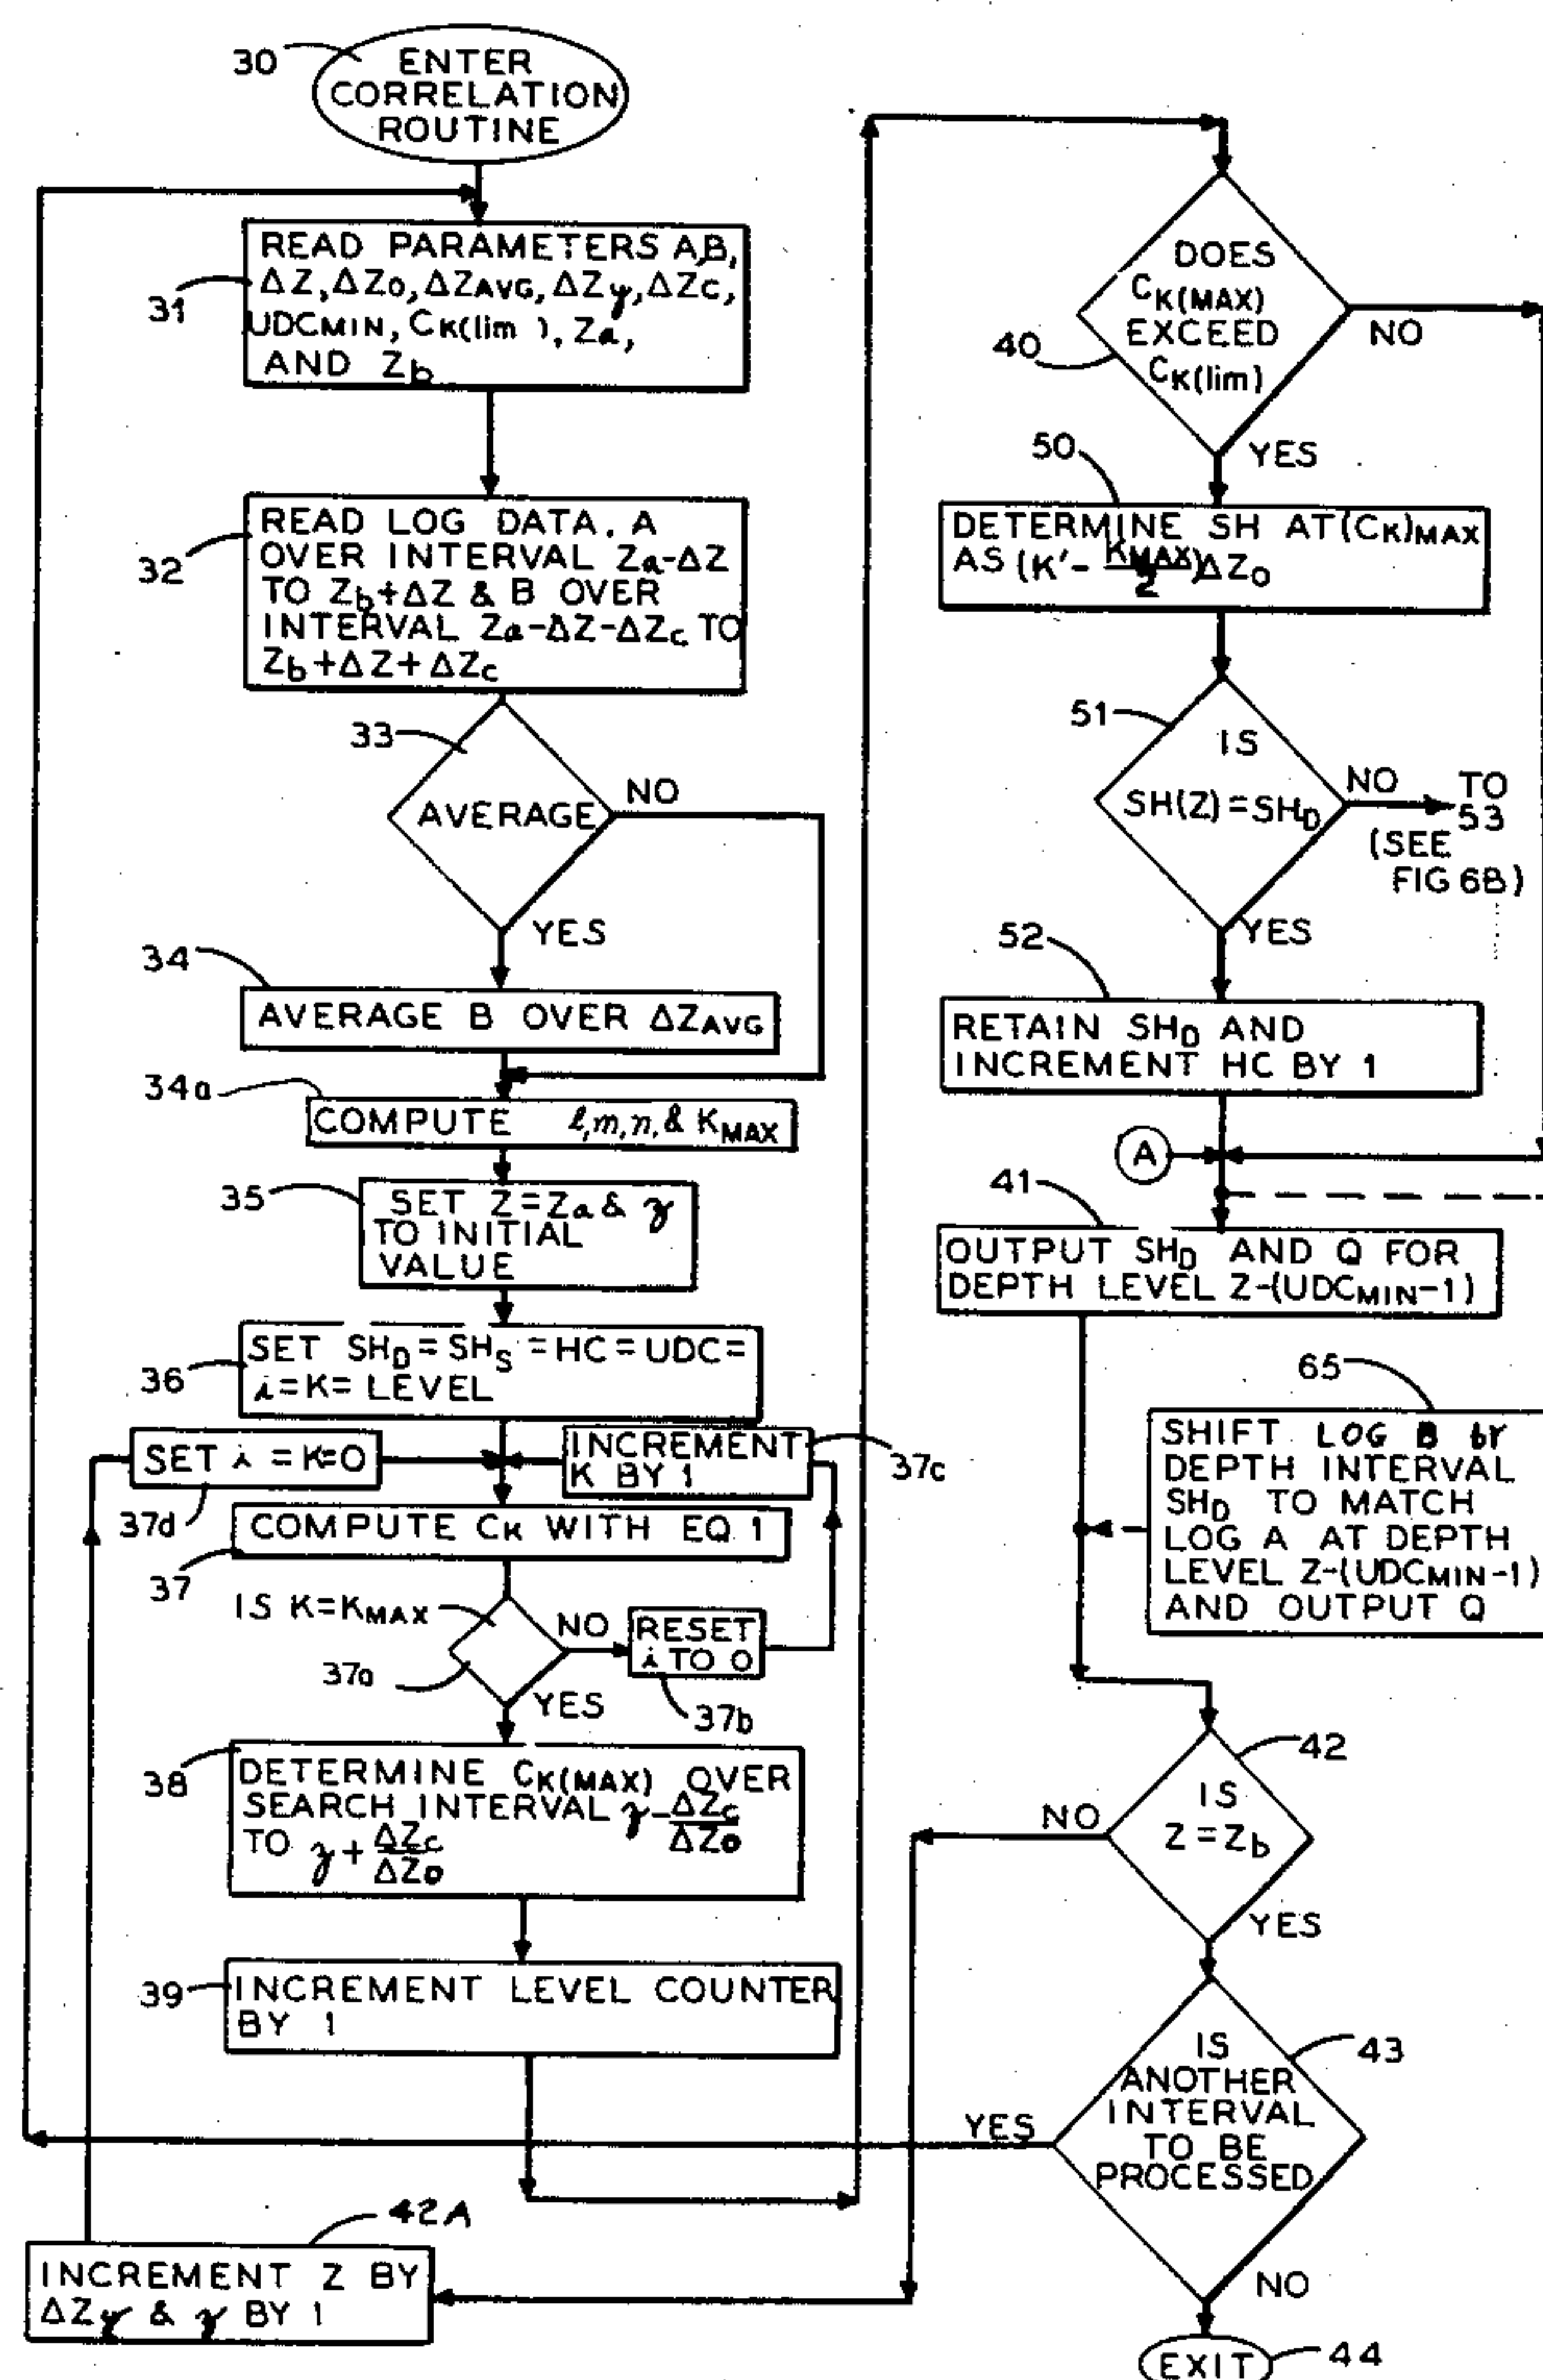 30
ENTER
CORRELATION
ROUTINE
31
READ PARAMETERS A,B,
ΔZ, ΔZo, ΔZAVG, ΔZy, ΔZc,
UDCMIN, CK(lim), Za,
AND Zb
32
READ LOG DATA. A
OVER INTERVAL Za-ΔZ
TO Zb+ΔZ & B OVER
INTERVAL Za-ΔZ-ΔZc TO
Zb+ΔZ+ΔZc
33
AVERAGE
NO
YES
34
AVERAGE B OVER ΔZAVG
34a
COMPUTE l,m,n,& KMAX
35
SET Z=Za & z
TO INITIAL
VALUE
36
SET SHD=SHS=HC=UDC=
i=K= LEVEL
SET i=K=0
37d
INCREMENT
K BY 1
37c
COMPUTE CK WITH EQ 1
37
IS K=KMAX
37a
NO
RESET
i TO 0
37b
YES
38
DETERMINE CK(MAX) OVER
SEARCH INTERVAL z-ΔZc/ΔZo
TO z+ΔZc/ΔZo
39
INCREMENT LEVEL COUNTER
BY 1
42A
INCREMENT Z BY
ΔZy & z BY 1
40
DOES
CK(MAX)
EXCEED
CK(lim)
NO
YES
50
DETERMINE SH AT (CK)MAX
AS (K'-KMAX/2)ΔZo
51
IS
SH(Z)=SHD
NO
TO
53
(SEE
FIG 6B)
YES
52
RETAIN SHD AND
INCREMENT HC BY 1
A
41
OUTPUT SHD AND Q FOR
DEPTH LEVEL Z-(UDCMIN-1)
65
SHIFT LOG B BY
DEPTH INTERVAL
SHD TO MATCH
LOG A AT DEPTH
LEVEL Z-(UDCMIN-1)
AND OUTPUT Q
42
IS
Z=Zb
NO
YES
43
IS
ANOTHER
INTERVAL
TO BE
PROCESSED
YES
NO
EXIT
44